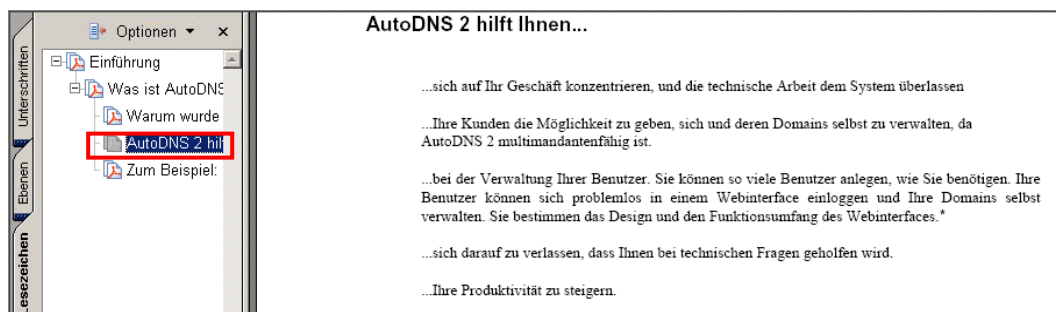 Optionen
Einführung
Was ist AutoDNS
Warum wurde
AutoDNS 2 hilf
Zum Beispiel:
Unterschriften
Ebenen
Lesezeichen
AutoDNS 2 hilft Ihnen...
...sich auf Ihr Geschäft konzentrieren, und die technische Arbeit dem System überlassen
...Ihre Kunden die Möglichkeit zu geben, sich und deren Domains selbst zu verwalten, da
AutoDNS 2 multimandantenfähig ist.
...bei der Verwaltung Ihrer Benutzer. Sie können so viele Benutzer anlegen, wie Sie benötigen. Ihre
Benutzer können sich problemlos in einem Webinterface einloggen und Ihre Domains selbst
verwalten. Sie bestimmen das Design und den Funktionsumfang des Webinterfaces.*
...sich darauf zu verlassen, dass Ihnen bei technischen Fragen geholfen wird.
...Ihre Produktivität zu steigern.